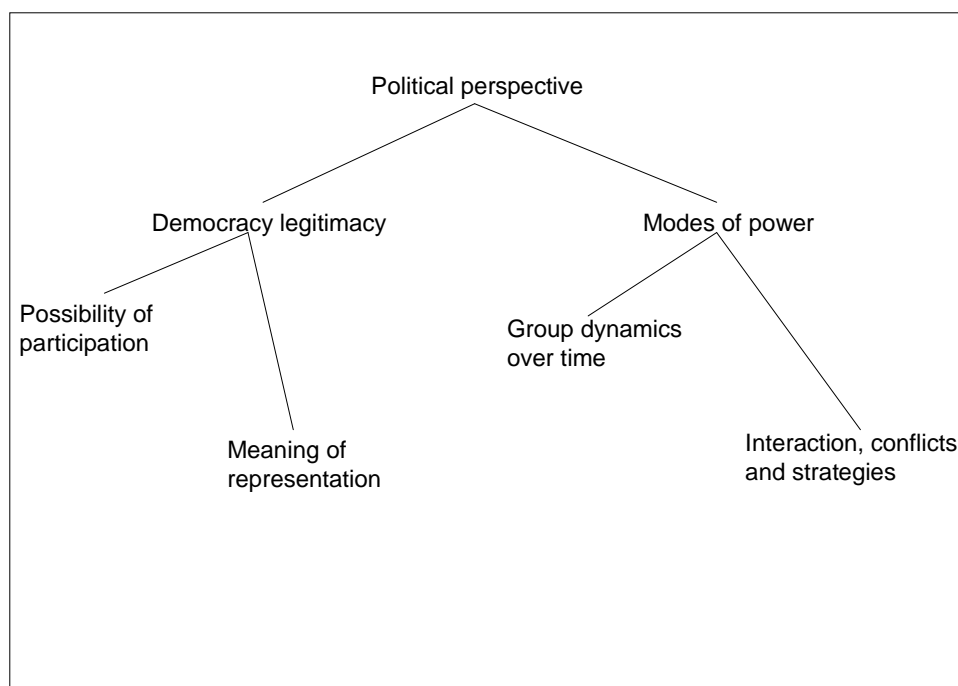 Political perspective
Democracy legitimacy
Modes of power
Possibility of
participation
Group dynamics
over time
Meaning of
representation
Interaction, conflicts
and strategies